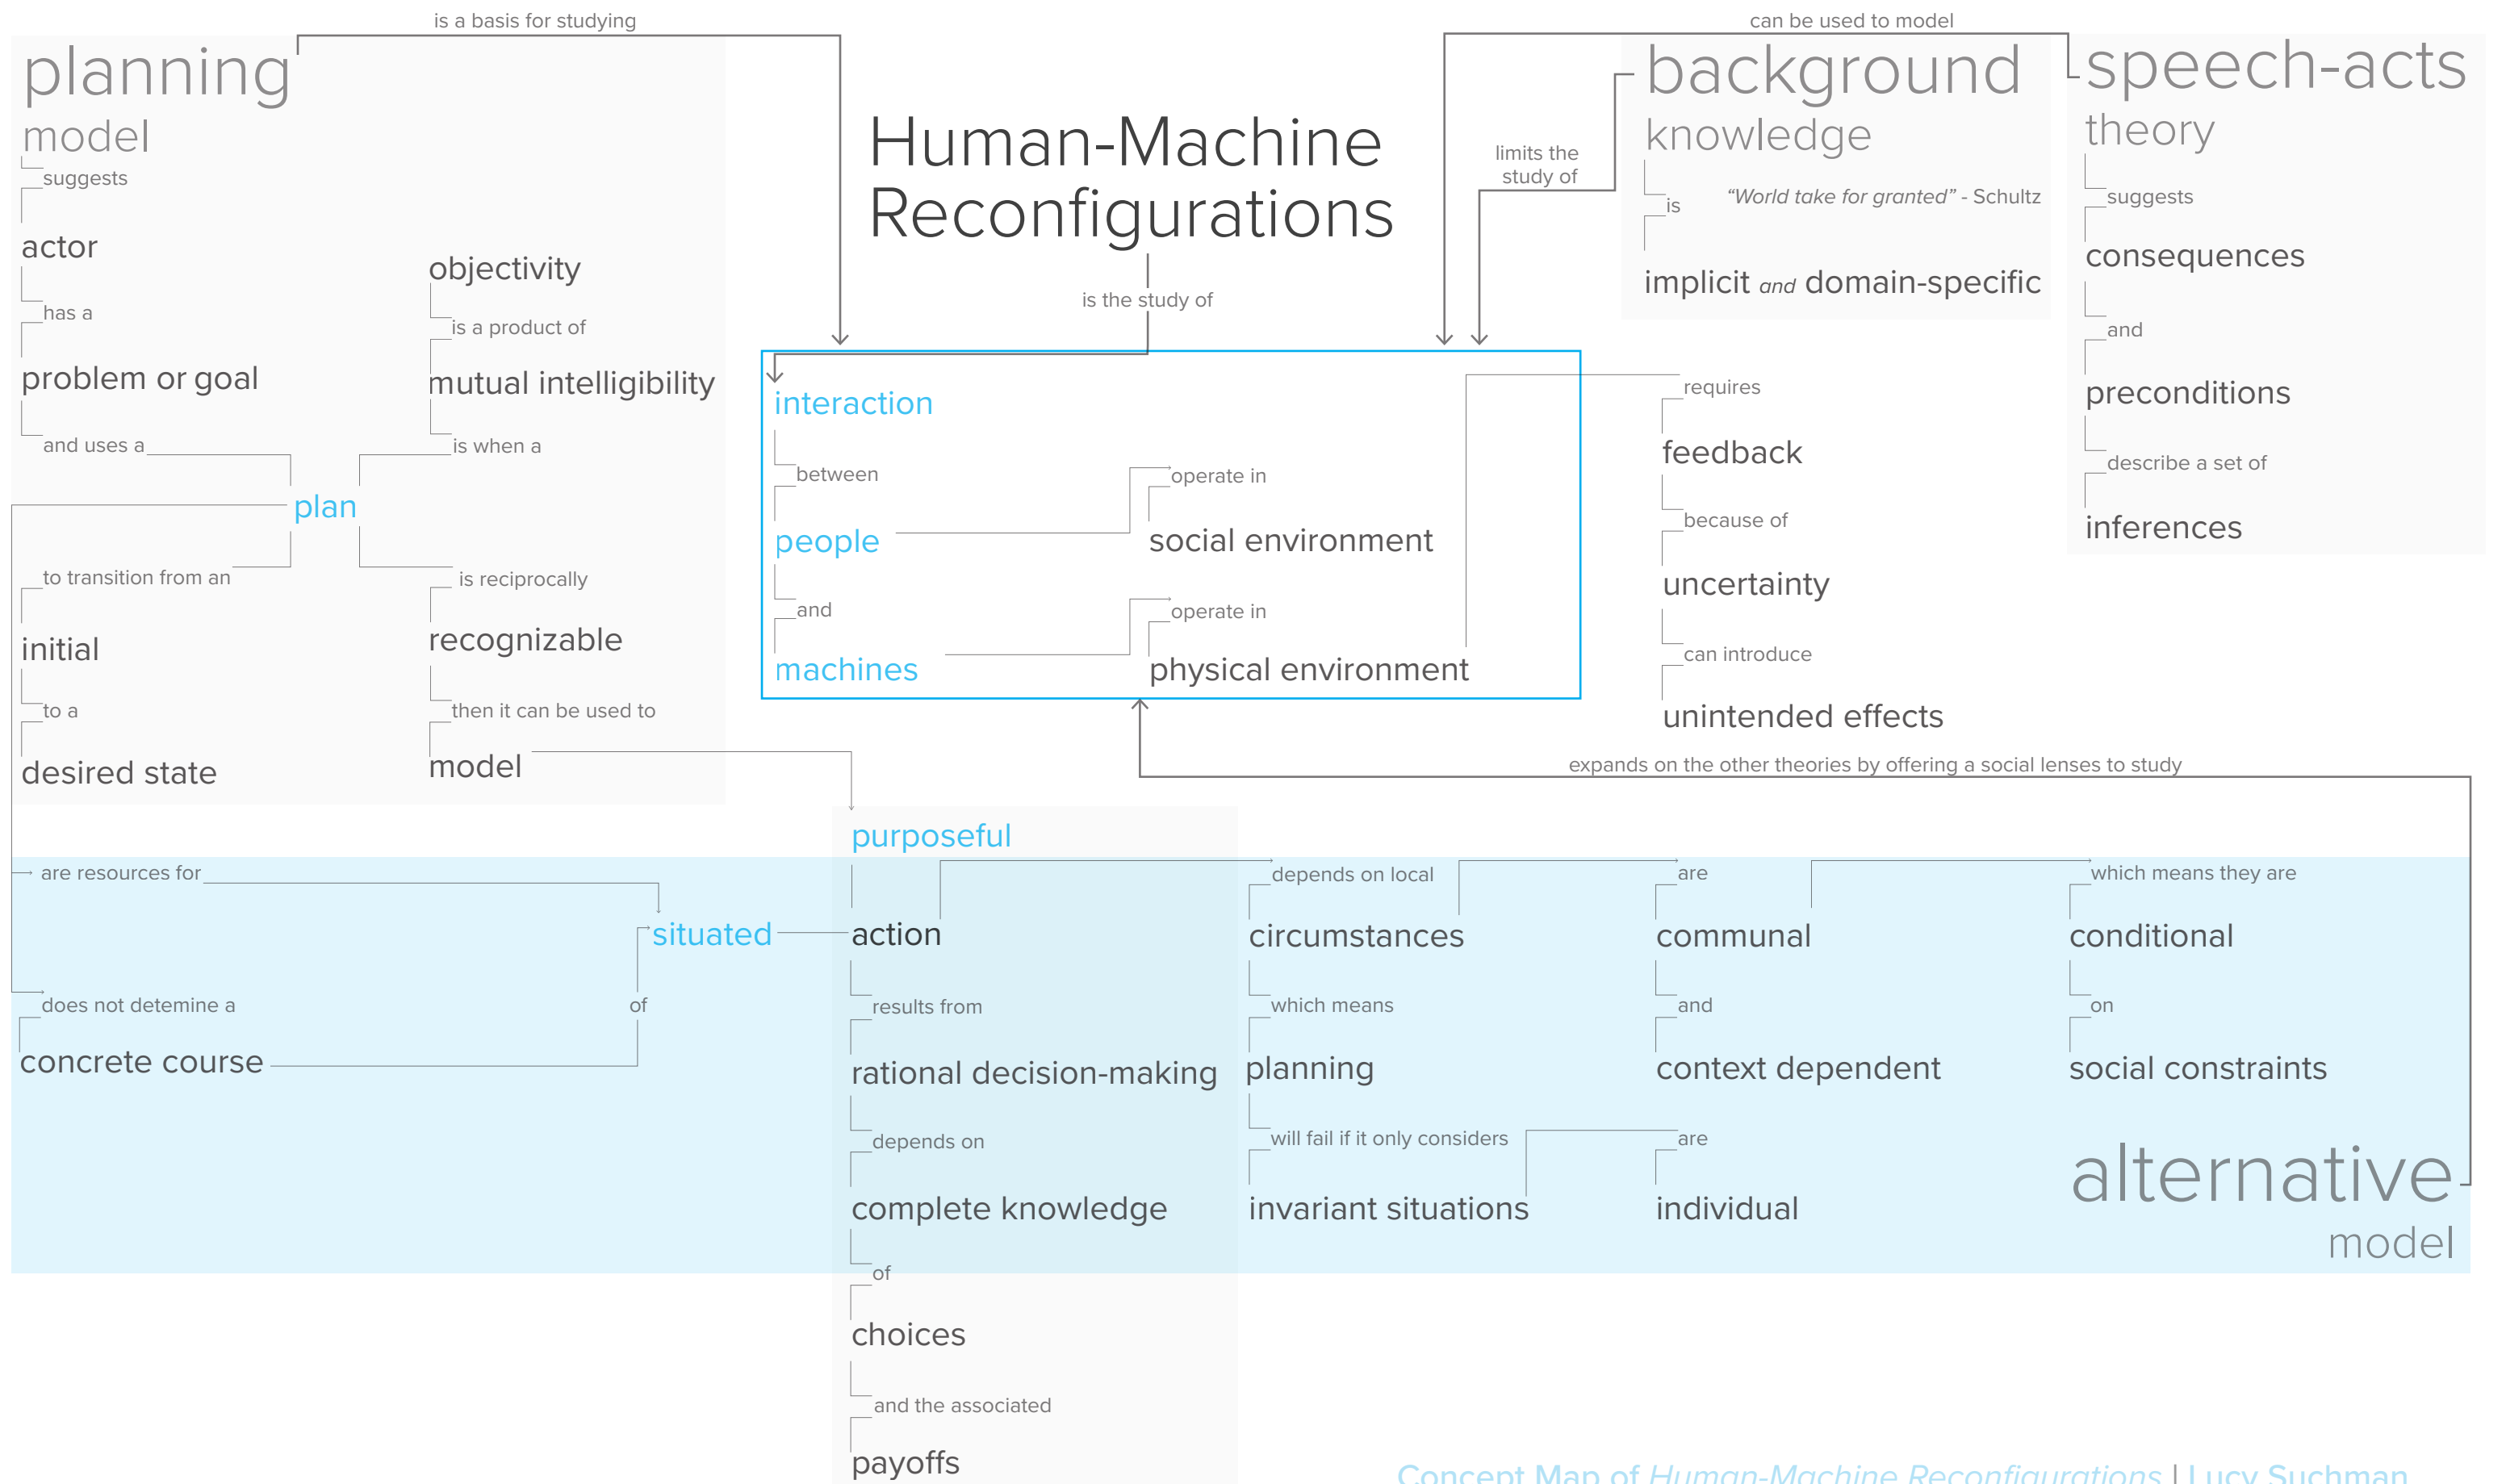 is a basis for studying
can be used to model
planning
model
suggests
actor
has a
problem or goal
and uses a
objectivity
is a product of
mutual intelligibility
is when a
plan
to transition from an
initial
to a
desired state
is reciprocally
recognizable
then it can be used to
model
Human-Machine
Reconfigurations
is the study of
interaction
between
people
and
machines
operate in
social environment
operate in
physical environment
limits the
study of
background
knowledge
is
“World take for granted” - Schultz
implicit and domain-specific
speech-acts
theory
suggests
consequences
and
preconditions
describe a set of
inferences
requires
feedback
because of
uncertainty
can introduce
unintended effects
expands on the other theories by offering a social lenses to study
are resources for
does not detemine a
concrete course
of
situated
purposeful
action
results from
rational decision-making
depends on
complete knowledge
of
choices
and the associated
payoffs
depends on local
circumstances
which means
planning
will fail if it only considers
invariant situations
are
communal
and
context dependent
are
individual
which means they are
conditional
on
social constraints
alternative
model
Concept Map of Human-Machine Reconfigurations | Lucy Suchman